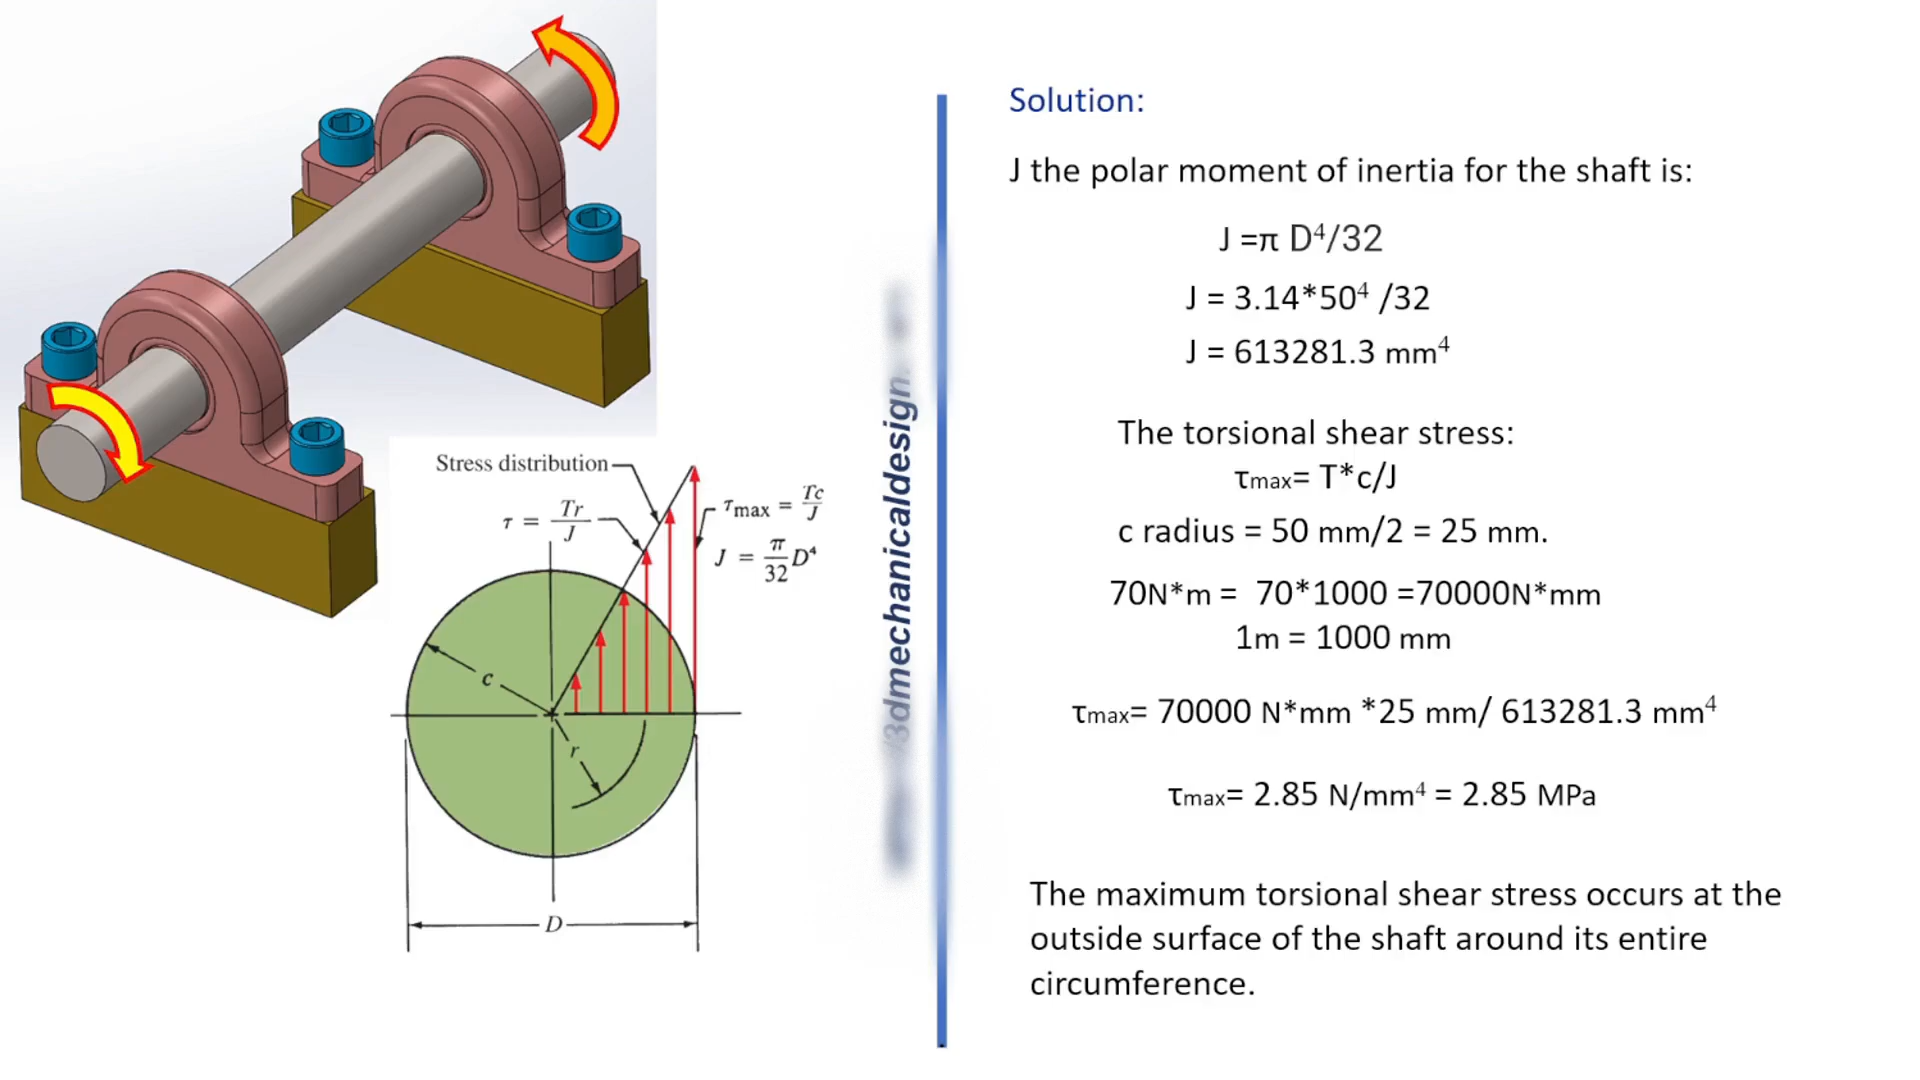 Solution:
J the polar moment of inertia for the shaft is:
J =π D⁴/32
J = 3.14*50⁴ /32
J = 613281.3 mm⁴
The torsional shear stress:
τmax= T*c/J
c radius = 50 mm/2 = 25 mm.
70N*m = 70*1000 =70000N*mm
1m = 1000 mm
τmax= 70000 N*mm *25 mm/ 613281.3 mm⁴
τmax= 2.85 N/mm⁴ = 2.85 MPa
The maximum torsional shear stress occurs at the
outside surface of the shaft around its entire
circumference.
Stress distribution
τ = Tr/J
τmax = Tc/J
J = π/32 D⁴
c
r
D
3dmechanicaldesign.